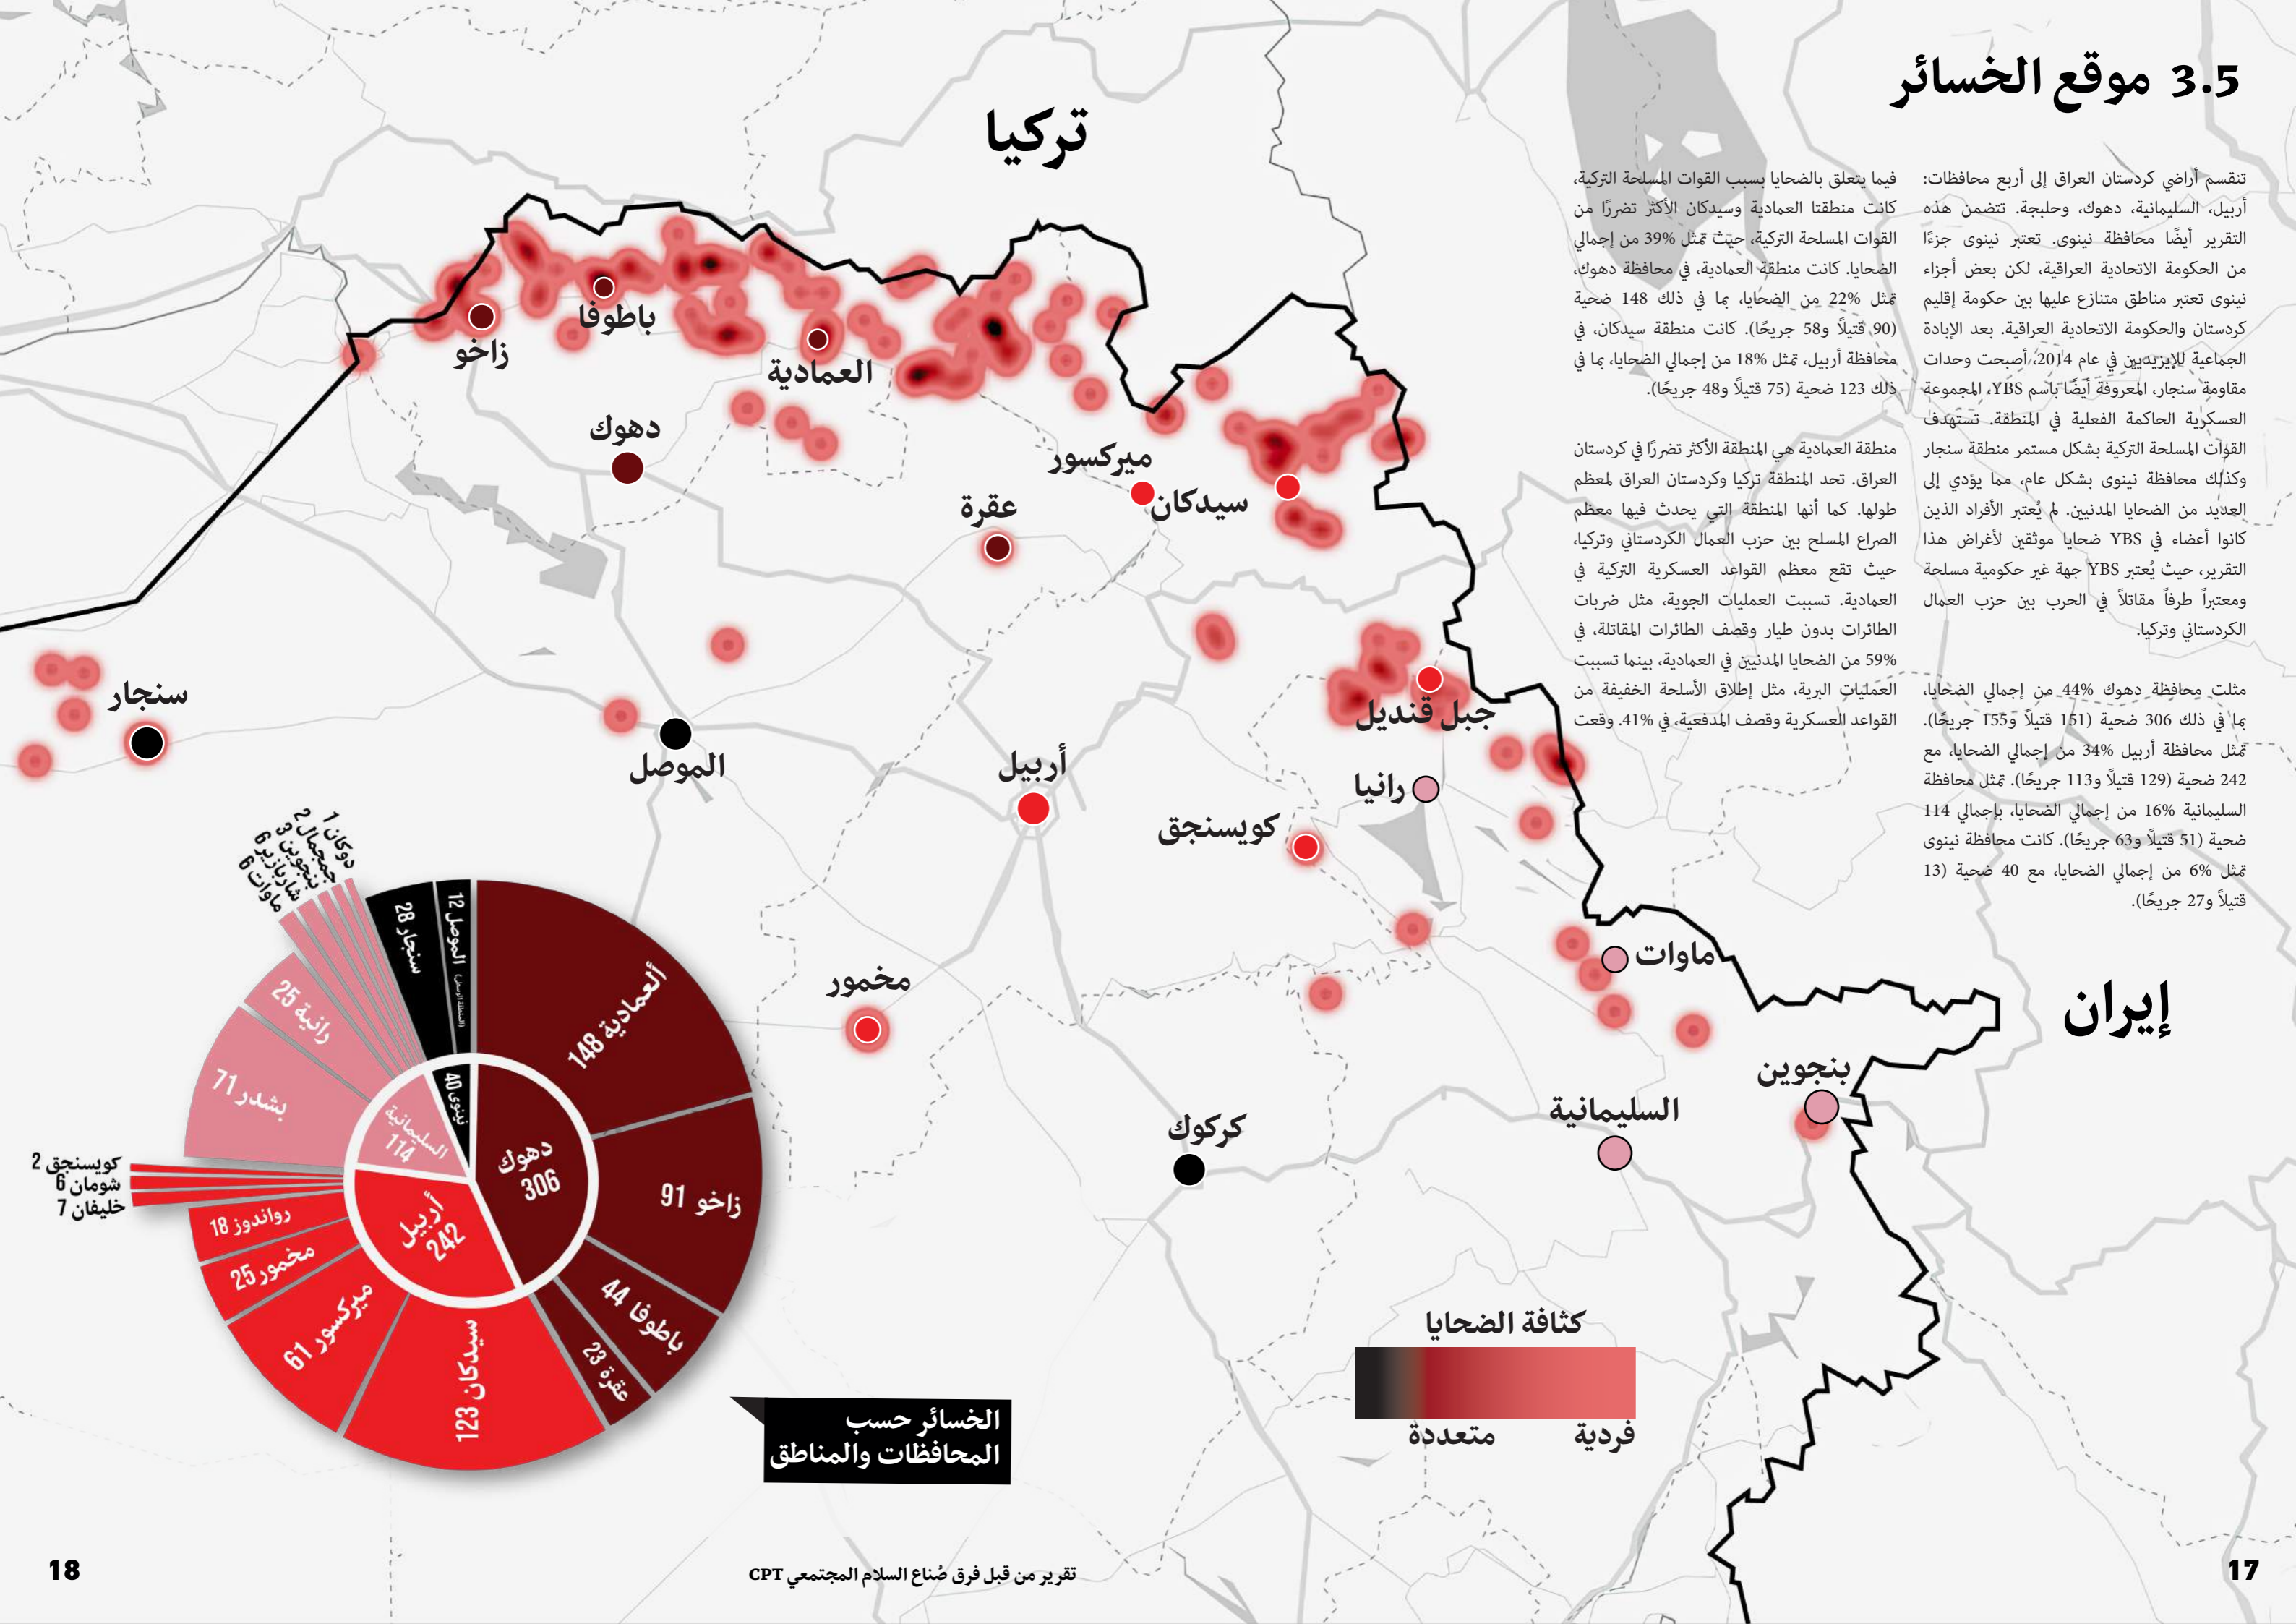 3.5 موقع الخسائر
تنقسم أراضي كردستان العراق إلى أربع محافظات:
أربيل، السليمانية، دهوك، وحلبجة. تتضمن هذه
التقرير أيضًا محافظة نينوى. تعتبر نينوى جزءًا
من الحكومة الاتحادية العراقية، لكن بعض أجزاء
نينوى تعتبر مناطق متنازع عليها بين حكومة إقليم
كردستان والحكومة الاتحادية العراقية. بعد الإبادة
الجماعية للإيزيديين في عام 2014، أصبحت وحدات
مقاومة سنجار، المعروفة أيضًا باسم YBS، المجموعة
العسكرية الحاكمة الفعلية في المنطقة. تستهدف
القوات المسلحة التركية بشكل مستمر منطقة سنجار
وكذلك محافظة نينوى بشكل عام، مما يؤدي إلى
العديد من الضحايا المدنيين. لم يُعتبر الأفراد الذين
كانوا أعضاء في YBS ضحايا موثقين لأغراض هذا
التقرير، حيث يُعتبر YBS جهة غير حكومية مسلحة
ومعتبراً طرفاً مقاتلاً في الحرب بين حزب العمال
الكردستاني وتركيا.
مثلت محافظة دهوك 44% من إجمالي الضحايا،
بما في ذلك 306 ضحية (151 قتيلًا و155 جريحًا).
تمثل محافظة أربيل 34% من إجمالي الضحايا، مع
242 ضحية (129 قتيلًا و113 جريحًا). تمثل محافظة
السليمانية 16% من إجمالي الضحايا، بإجمالي 114
ضحية (51 قتيلًا و63 جريحًا). كانت محافظة نينوى
تمثل 6% من إجمالي الضحايا، مع 40 ضحية (13
قتيلاً و27 جريحًا).
فيما يتعلق بالضحايا بسبب القوات المسلحة التركية،
كانت منطقتا العمادية وسيدكان الأكثر تضررًا من
القوات المسلحة التركية، حيث تمثل 39% من إجمالي
الضحايا. كانت منطقة العمادية، في محافظة دهوك،
تمثل 22% من الضحايا، بما في ذلك 148 ضحية
(90 قتيلاً و58 جريحًا). كانت منطقة سيدكان، في
محافظة أربيل، تمثل 18% من إجمالي الضحايا، بما في
ذلك 123 ضحية (75 قتيلًا و48 جريحًا).
منطقة العمادية هي المنطقة الأكثر تضررًا في كردستان
العراق. تحد المنطقة تركيا وكردستان العراق لمعظم
طولها. كما أنها المنطقة التي يحدث فيها معظم
الصراع المسلح بين حزب العمال الكردستاني وتركيا،
حيث تقع معظم القواعد العسكرية التركية في
العمادية. تسببت العمليات الجوية، مثل ضربات
الطائرات بدون طيار وقصف الطائرات المقاتلة، في
59% من الضحايا المدنيين في العمادية، بينما تسببت
العمليات البرية، مثل إطلاق الأسلحة الخفيفة من
القواعد العسكرية وقصف المدفعية، في 41%. وقعت
تركيا
إيران
باطوفا
زاخو
العمادية
دهوك
ميركسور
سيدكان
عقرة
سنجار
الموصل
جبل قنديل
أربيل
رانيا
كويسنجق
ماوات
مخمور
بنجوين
السليمانية
كركوك
كثافة الضحايا
فردية
متعددة
الخسائر حسب
المحافظات والمناطق
دهوك
306
العمادية 148
زاخو 91
باطوفا 44
عقرة 23
أربيل
242
سيدكان 123
ميركسور 61
مخمور 25
رواندوز 18
خليفان 7
شومان 6
كويسنجق 2
السليمانية
114
بشدر 71
رانية 25
ماوات 6
شاربازير 6
بنجوين 3
جمجمال 2
دوكان 1
نينوى 40
سنجار 28
الموصل 12
17
تقرير من قبل فرق صُناع السلام المجتمعي CPT
18